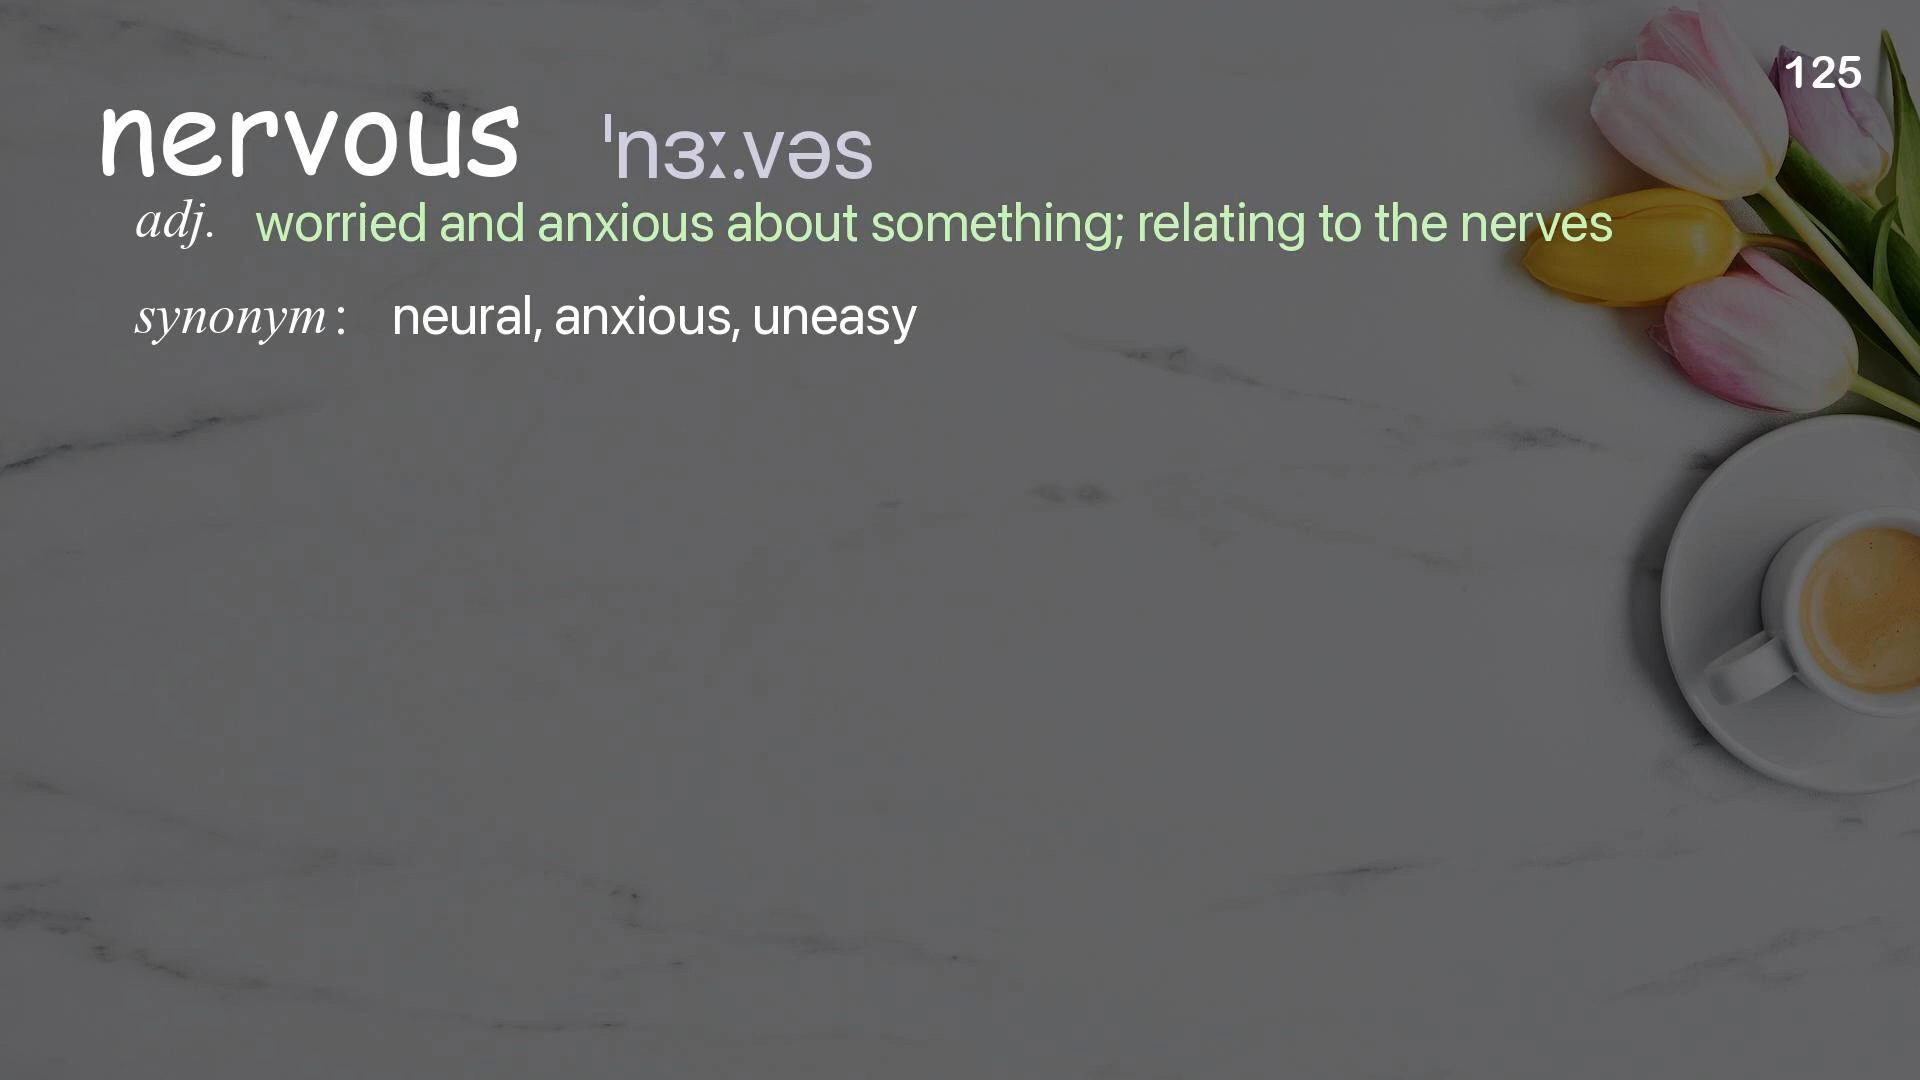 125
nervous ˈnɜː.vəs
adj. worried and anxious about something; relating to the nerves
synonym: neural, anxious, uneasy